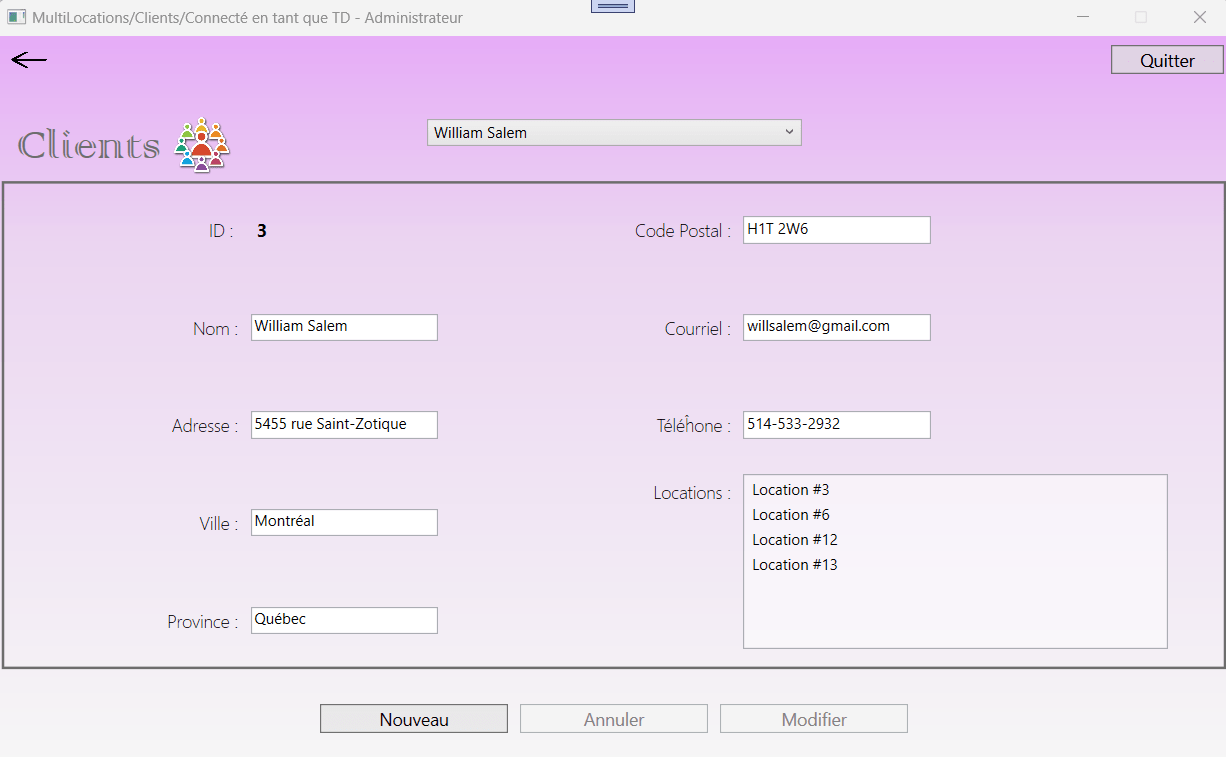 MultiLocations/Clients/Connecté en tant que TD - Administrateur
Quitter
Clients
William Salem
ID : 3
Code Postal : H1T 2W6
Nom : William Salem
Courriel : willsalem@gmail.com
Adresse : 5455 rue Saint-Zotique
Téléĥone : 514-533-2932
Ville : Montréal
Province : Québec
Locations :
Location #3
Location #6
Location #12
Location #13
Nouveau
Annuler
Modifier